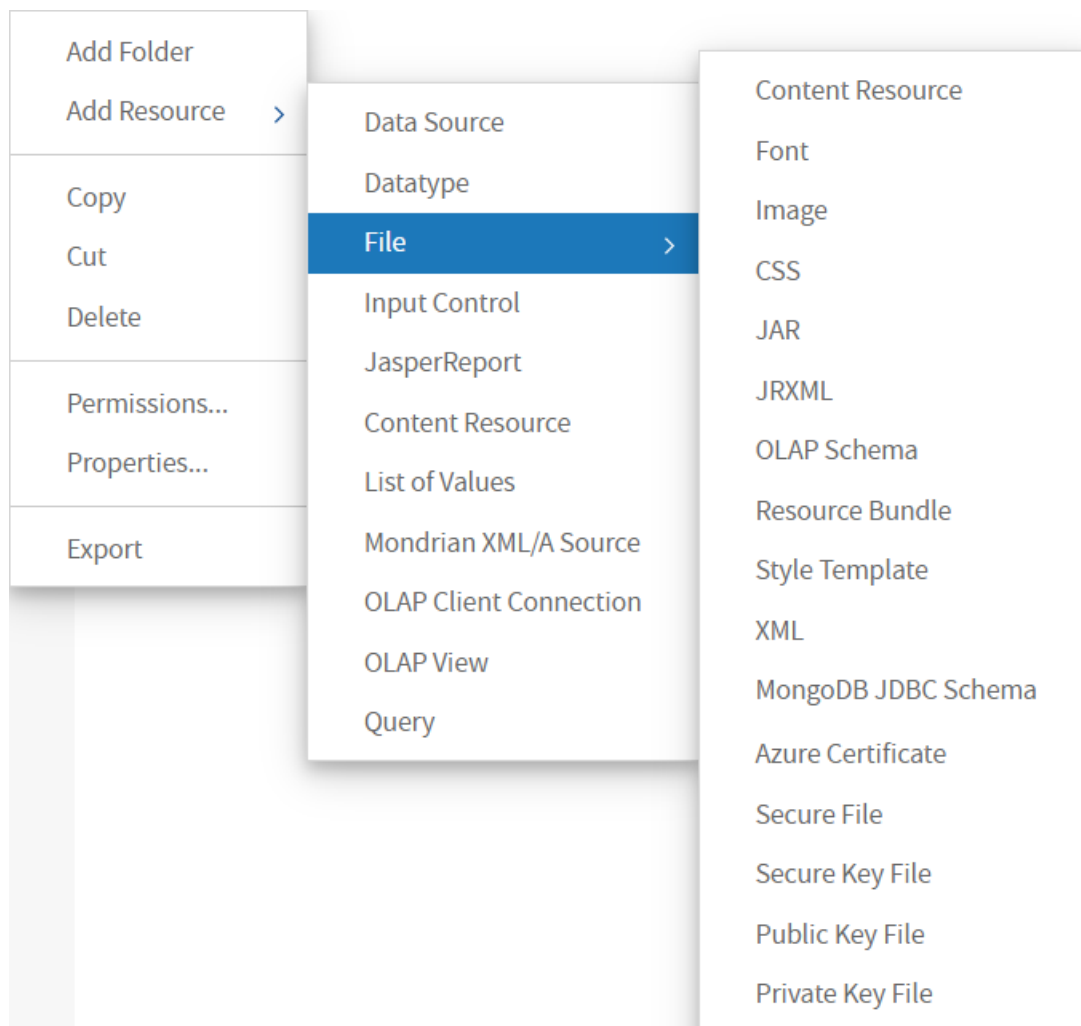 Add Folder
Add Resource
Copy
Cut
Delete
Permissions...
Properties...
Export
Data Source
Datatype
File
Input Control
JasperReport
Content Resource
List of Values
Mondrian XML/A Source
OLAP Client Connection
OLAP View
Query
Content Resource
Font
Image
CSS
JAR
JRXML
OLAP Schema
Resource Bundle
Style Template
XML
MongoDB JDBC Schema
Azure Certificate
Secure File
Secure Key File
Public Key File
Private Key File